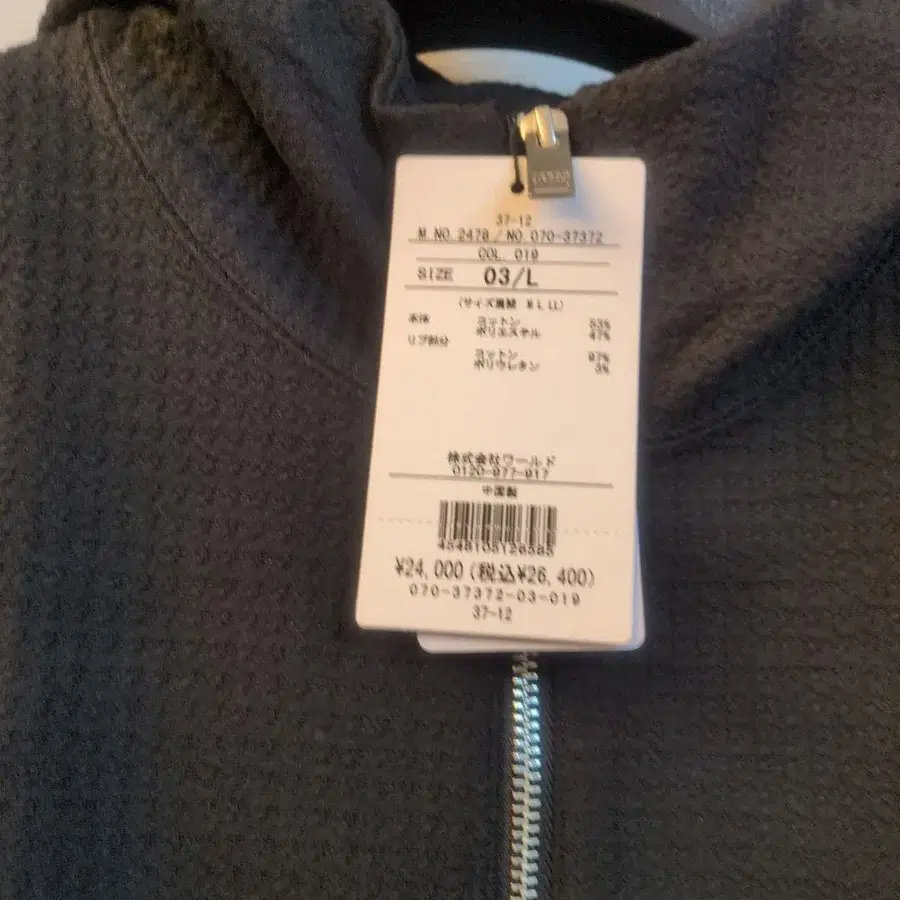 37-12
M.NO.2478/NO.070-37372
COL. 019
SIZE 03/L
(サイズ展開 M L LL)
本体 コットン 53%
ポリエステル 47%
リブ部分
コットン 97%
ポリウレタン 3%
株式会社ワールド
0120-977-917
中国製
4548105126585
¥24,000(税込¥26,400)
070-37372-03-019
37-12